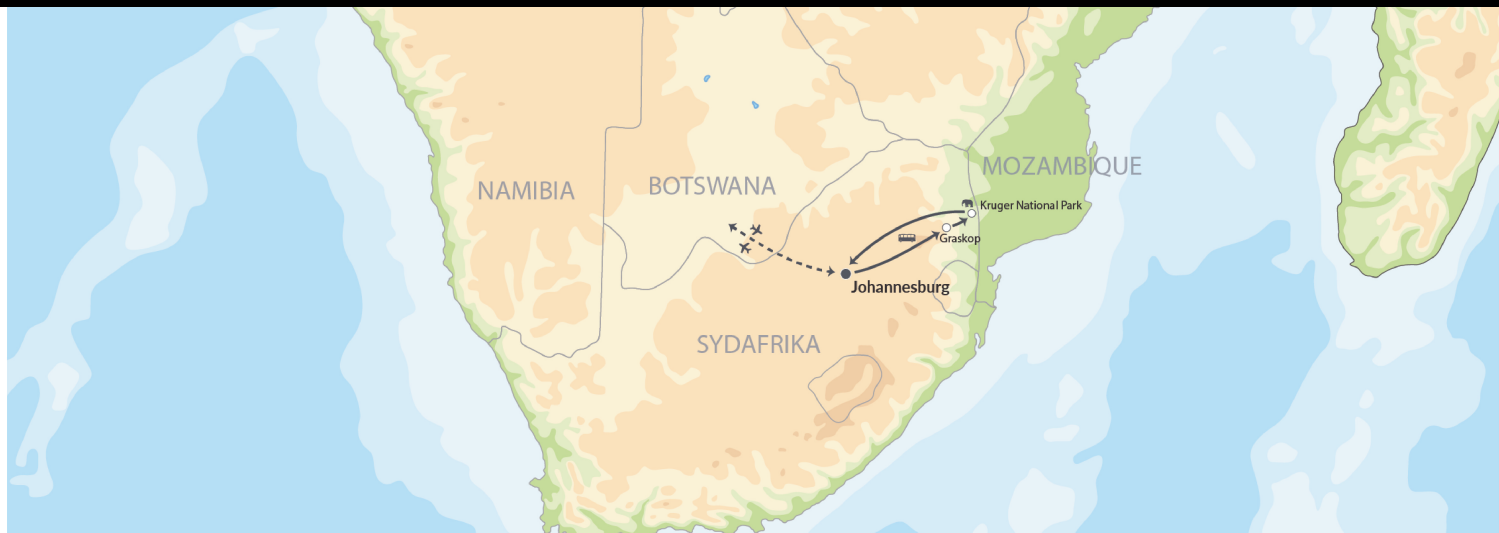 MOZAMBIQUE
NAMIBIA
BOTSWANA
Kruger National Park
Graskop
Johannesburg
SYDAFRIKA